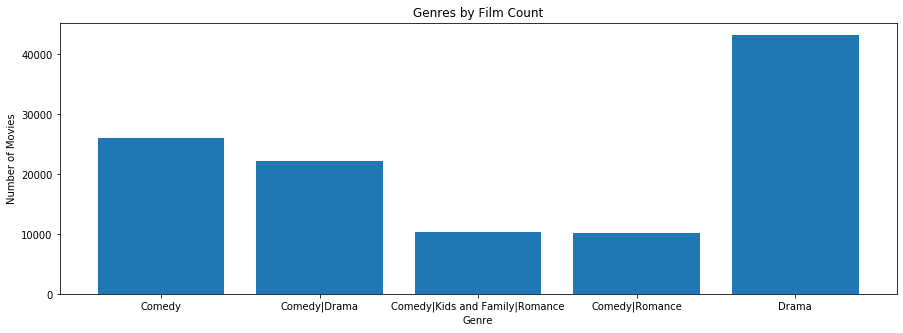 Genres by Film Count
Number of Movies
40000
30000
20000
10000
0
Comedy
Comedy|Drama
Comedy|Kids and Family|Romance
Comedy|Romance
Drama
Genre